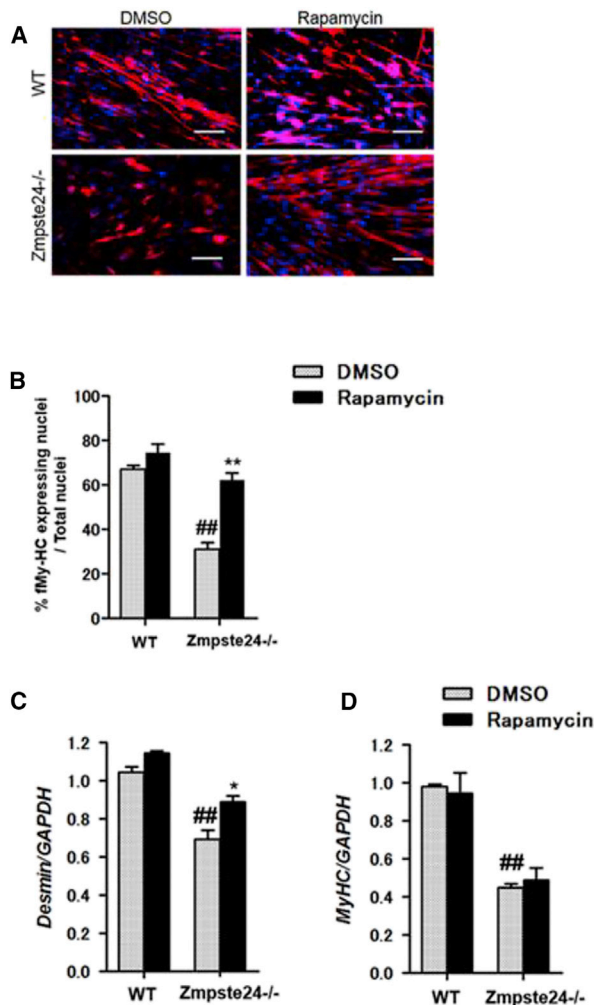 A
DMSO
Rapamycin
WT
Zmpste24-/-
B
DMSO
Rapamycin
% fMy-HC expressing nuclei
/ Total nuclei
100
80
60
40
20
0
##
**
WT
Zmpste24-/-
C
Desmin/GAPDH
1.2
1.0
0.8
0.6
0.4
0.2
0.0
##
*
WT
Zmpste24-/-
D
DMSO
Rapamycin
MyHC/GAPDH
1.2
1.0
0.8
0.6
0.4
0.2
0.0
##
WT
Zmpste24-/-